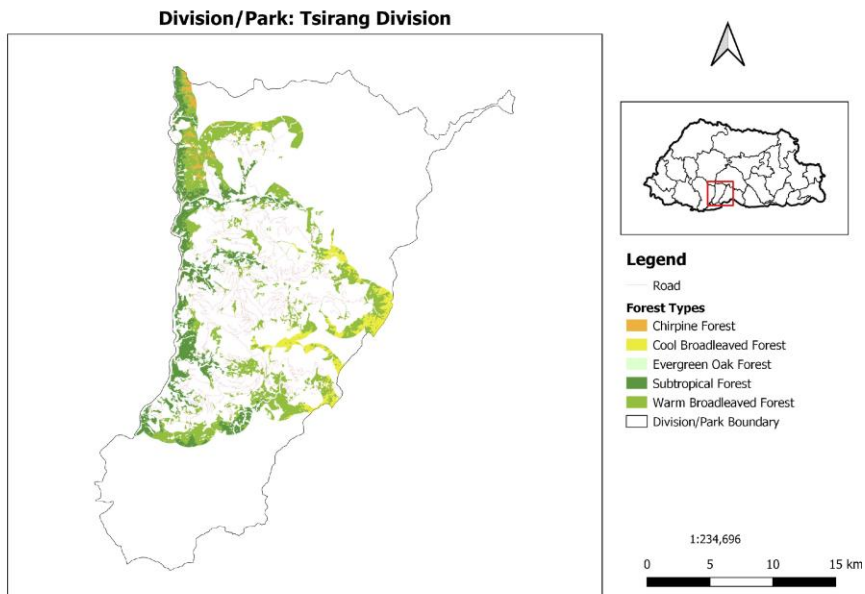 Division/Park: Tsirang Division
Legend
Road
Forest Types
Chirpine Forest
Cool Broadleaved Forest
Evergreen Oak Forest
Subtropical Forest
Warm Broadleaved Forest
Division/Park Boundary
1:234,696
0 5 10 15 km